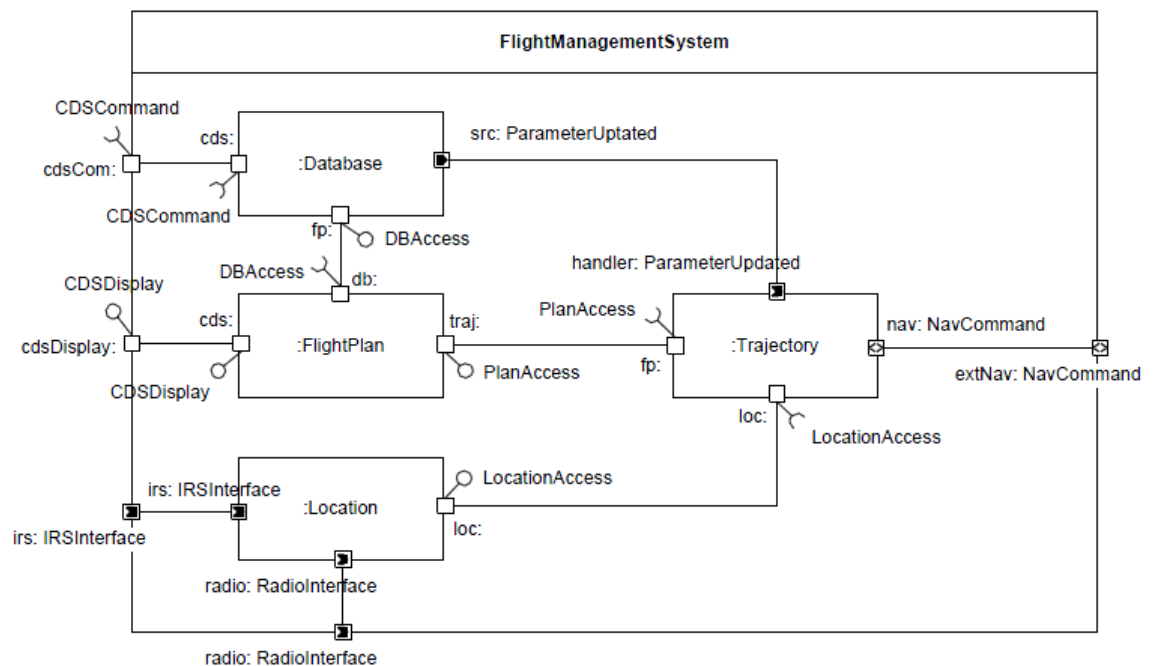 FlightManagementSystem
CDSCommand
cds:
src: ParameterUptated
:Database
cdsCom:
CDSCommand
fp:
DBAccess
handler: ParameterUpdated
DBAccess
db:
CDSDisplay
PlanAccess
cds:
traj:
nav: NavCommand
cdsDisplay:
:FlightPlan
:Trajectory
fp:
PlanAccess
extNav: NavCommand
CDSDisplay
loc:
LocationAccess
LocationAccess
irs: IRSInterface
:Location
loc:
irs: IRSInterface
radio: RadioInterface
radio: RadioInterface